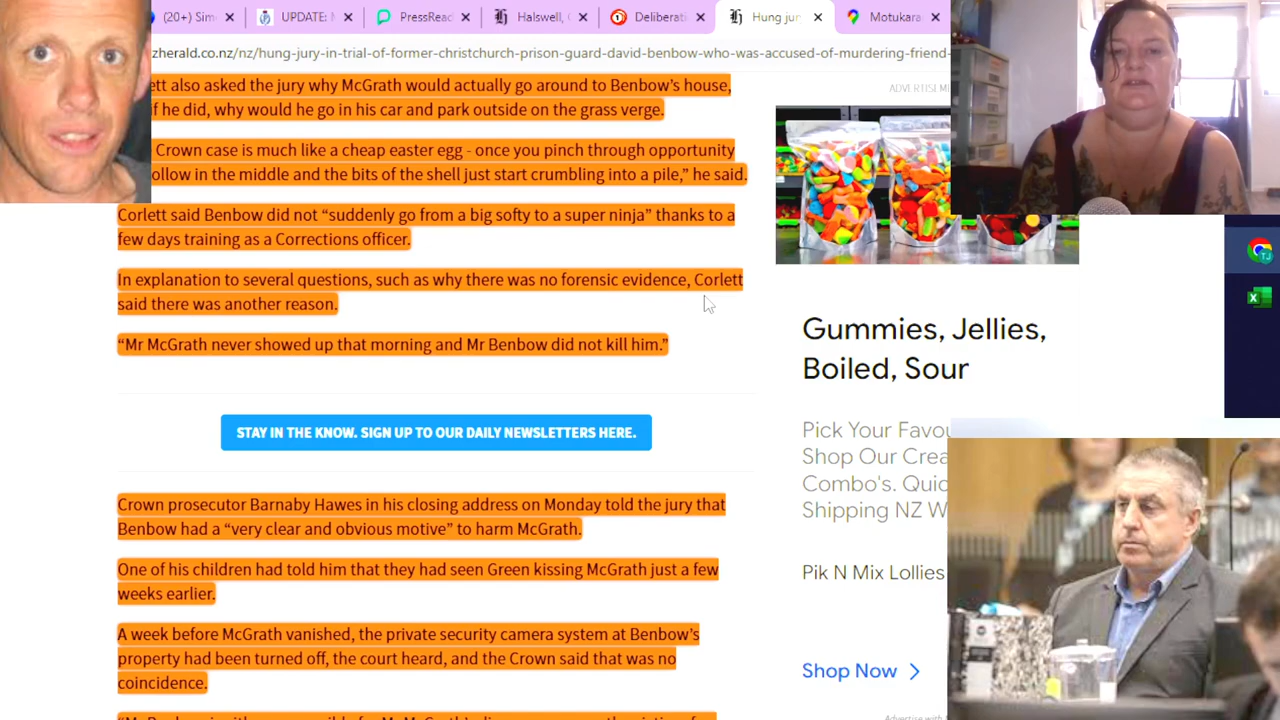 (20+) Sim
UPDATE:
PressRea
Halswell,
Deliberat
Hung jur
Motukara
zherald.co.nz/nz/hung-jury-in-trial-of-former-christchurch-prison-guard-david-benbow-who-was-accused-of-murdering-friend-
ett also asked the jury why McGrath would actually go around to Benbow's house,
if he did, why would he go in his car and park outside on the grass verge.
Crown case is much like a cheap easter egg - once you pinch through opportunity
ollow in the middle and the bits of the shell just start crumbling into a pile,” he said.
Corlett said Benbow did not “suddenly go from a big softy to a super ninja” thanks to a
few days training as a Corrections officer.
In explanation to several questions, such as why there was no forensic evidence, Corlett
said there was another reason.
“Mr McGrath never showed up that morning and Mr Benbow did not kill him.”
STAY IN THE KNOW. SIGN UP TO OUR DAILY NEWSLETTERS HERE.
Crown prosecutor Barnaby Hawes in his closing address on Monday told the jury that
Benbow had a “very clear and obvious motive” to harm McGrath.
One of his children had told him that they had seen Green kissing McGrath just a few
weeks earlier.
A week before McGrath vanished, the private security camera system at Benbow's
property had been turned off, the court heard, and the Crown said that was no
coincidence.
ADVERTISEM
Gummies, Jellies,
Boiled, Sour
Pick Your Favou
Shop Our Crea
Combo's. Quic
Shipping NZ W
Pik N Mix Lollies
Shop Now
Advertise with
TJ